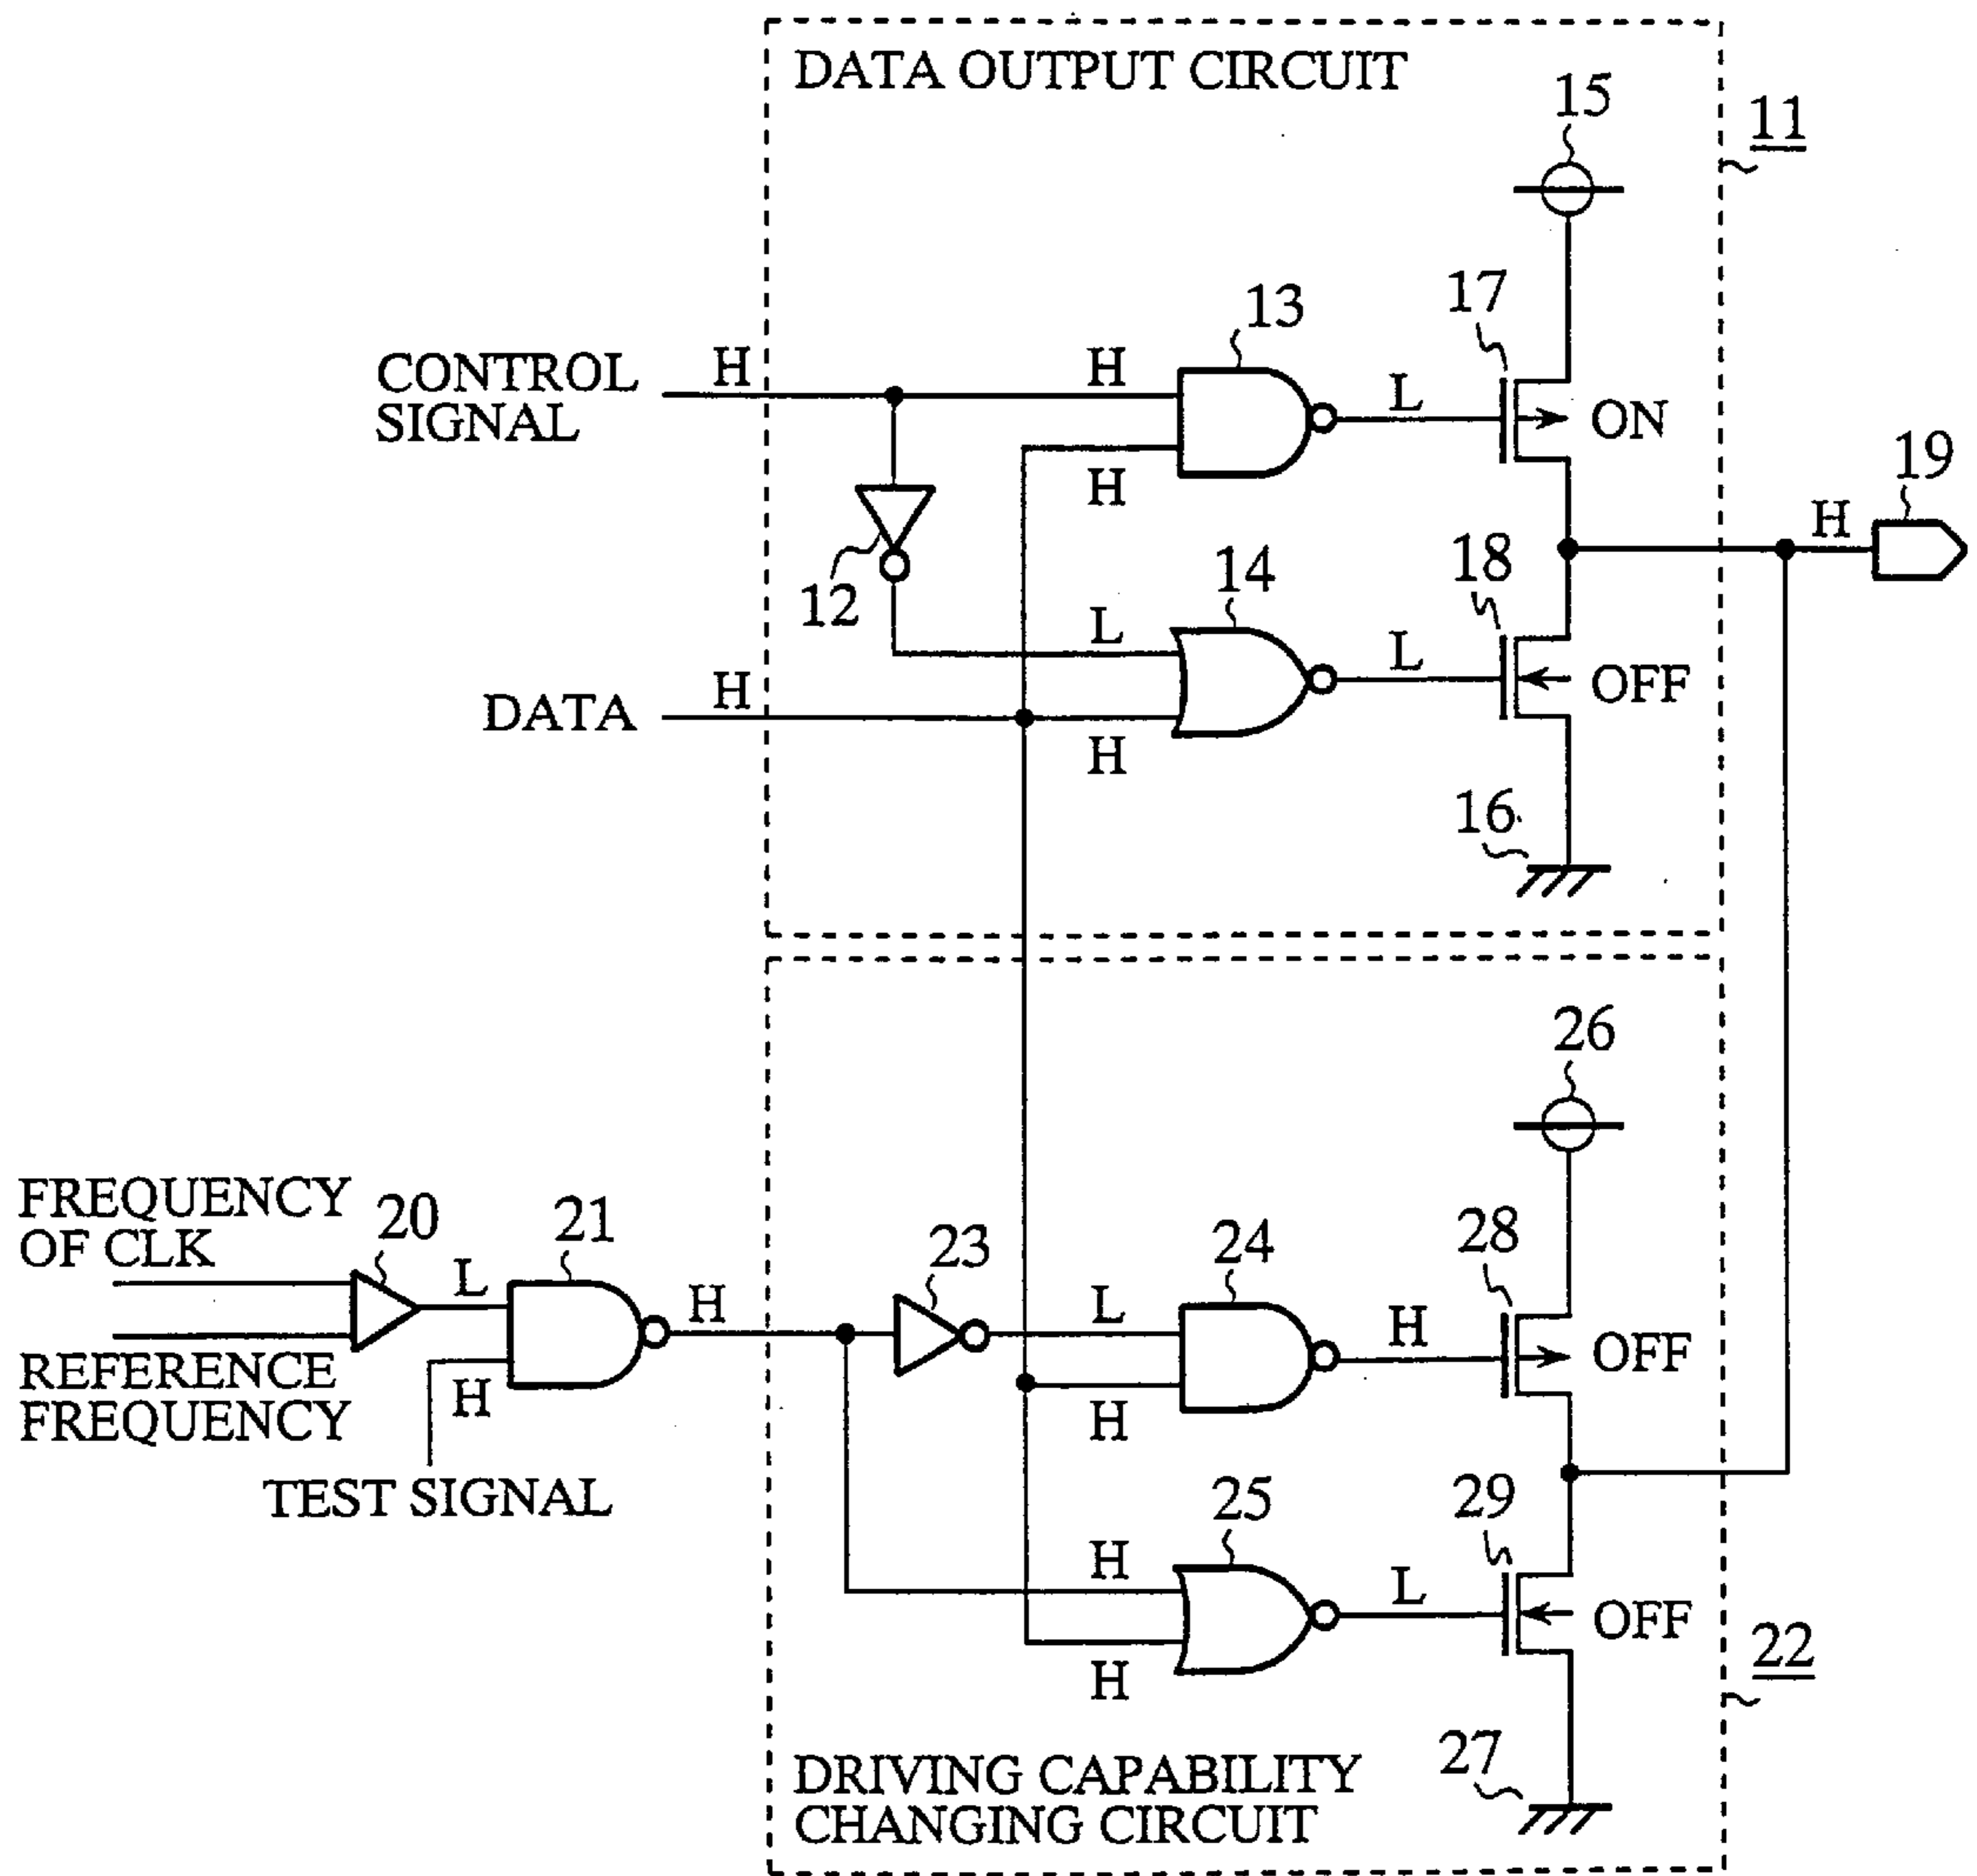 DATA OUTPUT CIRCUIT
15
11
17
13
CONTROL
SIGNAL
H
H
L
ON
19
H
H
12
14
18
L
L
OFF
DATA
H
H
16
26
FREQUENCY
OF CLK
20
21
23
24
28
L
H
L
H
OFF
REFERENCE
FREQUENCY
H
H
TEST SIGNAL
25
29
H
L
OFF
H
22
27
DRIVING CAPABILITY
CHANGING CIRCUIT